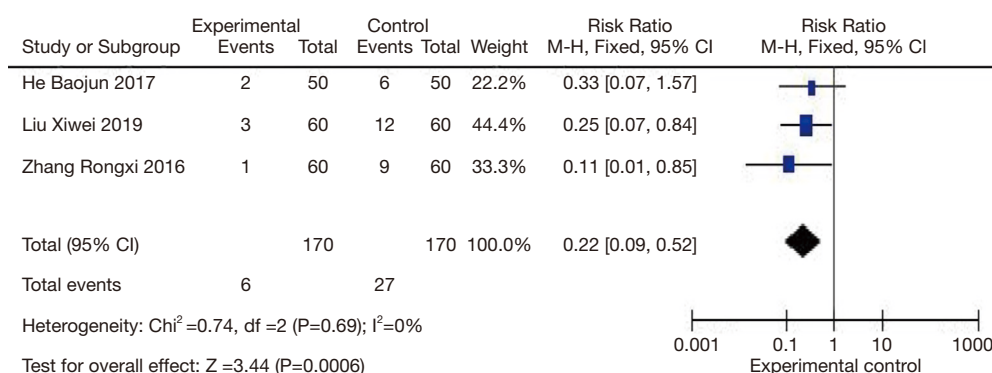 Experimental Control Risk Ratio Risk Ratio
Study or Subgroup Events Total Events Total Weight M-H, Fixed, 95% CI M-H, Fixed, 95% CI
He Baojun 2017 2 50 6 50 22.2% 0.33 [0.07, 1.57]
Liu Xiwei 2019 3 60 12 60 44.4% 0.25 [0.07, 0.84]
Zhang Rongxi 2016 1 60 9 60 33.3% 0.11 [0.01, 0.85]
Total (95% CI) 170 170 100.0% 0.22 [0.09, 0.52]
Total events 6 27
Heterogeneity: Chi² =0.74, df =2 (P=0.69); I²=0%
Test for overall effect: Z =3.44 (P=0.0006)
0.001 0.1 1 10 1000
Experimental control